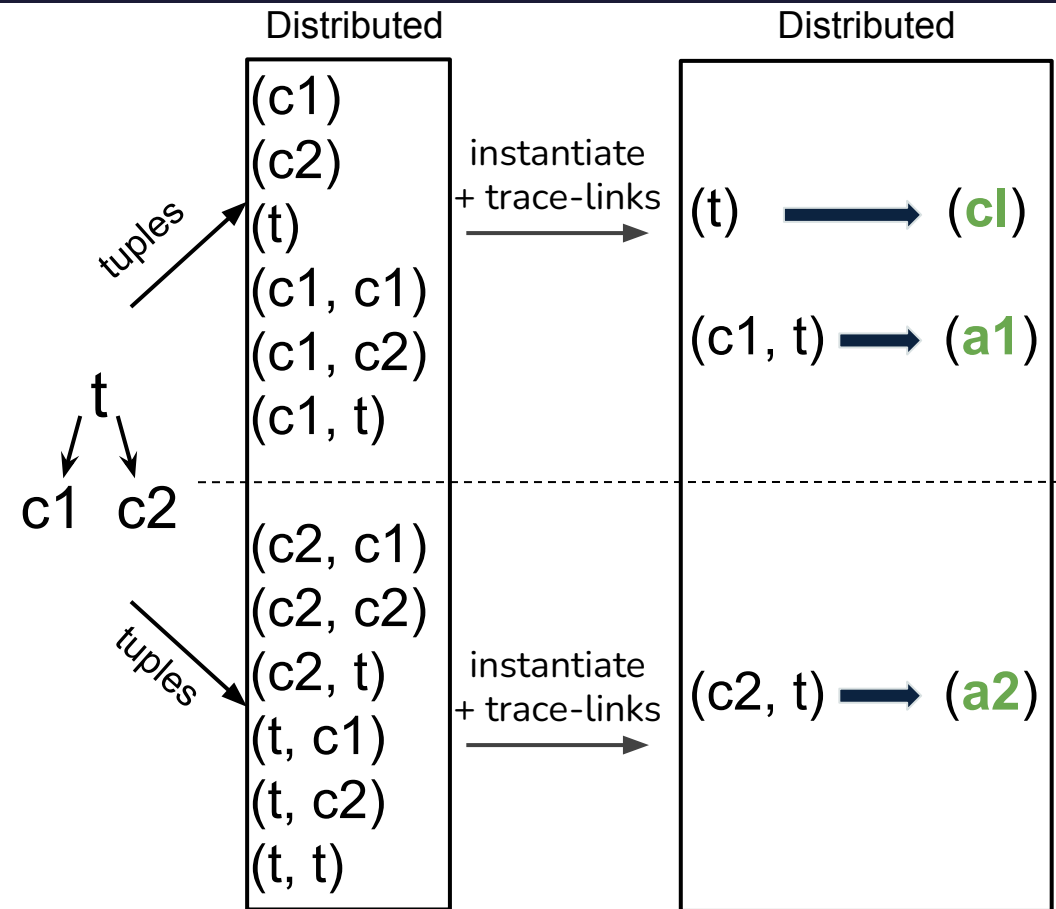 Distributed
Distributed
(c1)
(c2)
(t)
(c1, c1)
(c1, c2)
(c1, t)
tuples
instantiate
+ trace-links
(t) (cl)
(c1, t) (a1)
t
c1 c2
(c2, c1)
(c2, c2)
(c2, t)
(t, c1)
(t, c2)
(t, t)
tuples
instantiate
+ trace-links
(c2, t) (a2)